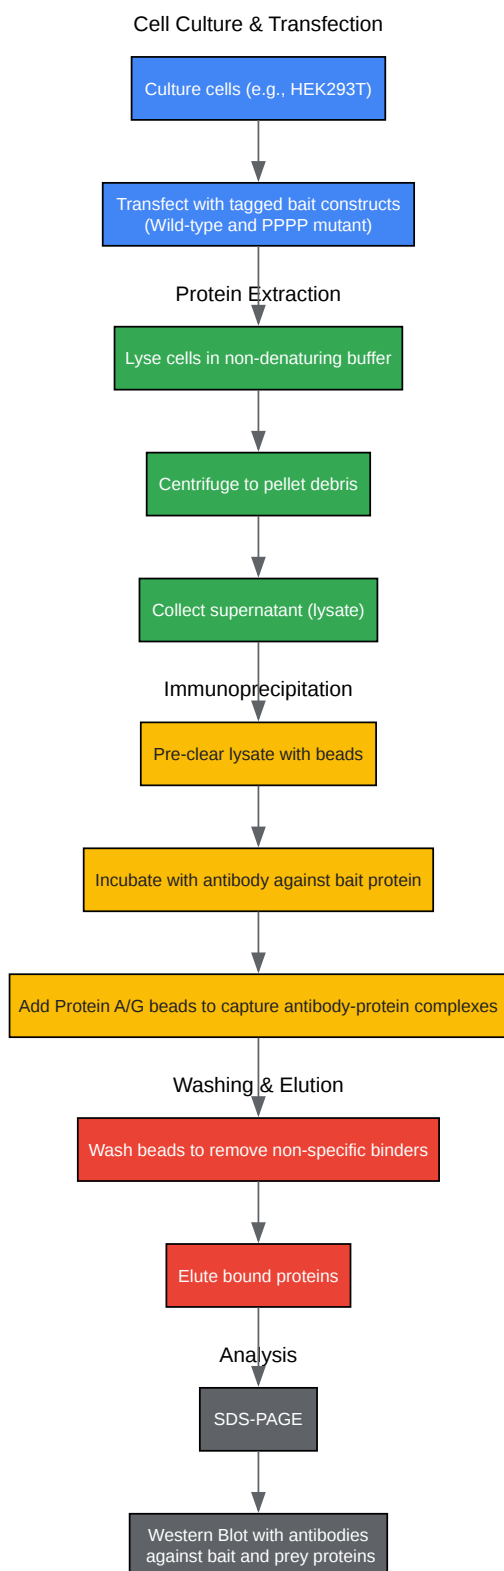 Cell Culture & Transfection
Culture cells (e.g., HEK293T)
Transfect with tagged bait constructs
(Wild-type and PPPP mutant)
Protein Extraction
Lyse cells in non-denaturing buffer
Centrifuge to pellet debris
Collect supernatant (lysate)
Immunoprecipitation
Pre-clear lysate with beads
Incubate with antibody against bait protein
Add Protein A/G beads to capture antibody-protein complexes
Washing & Elution
Wash beads to remove non-specific binders
Elute bound proteins
Analysis
SDS-PAGE
Western Blot with antibodies
against bait and prey proteins